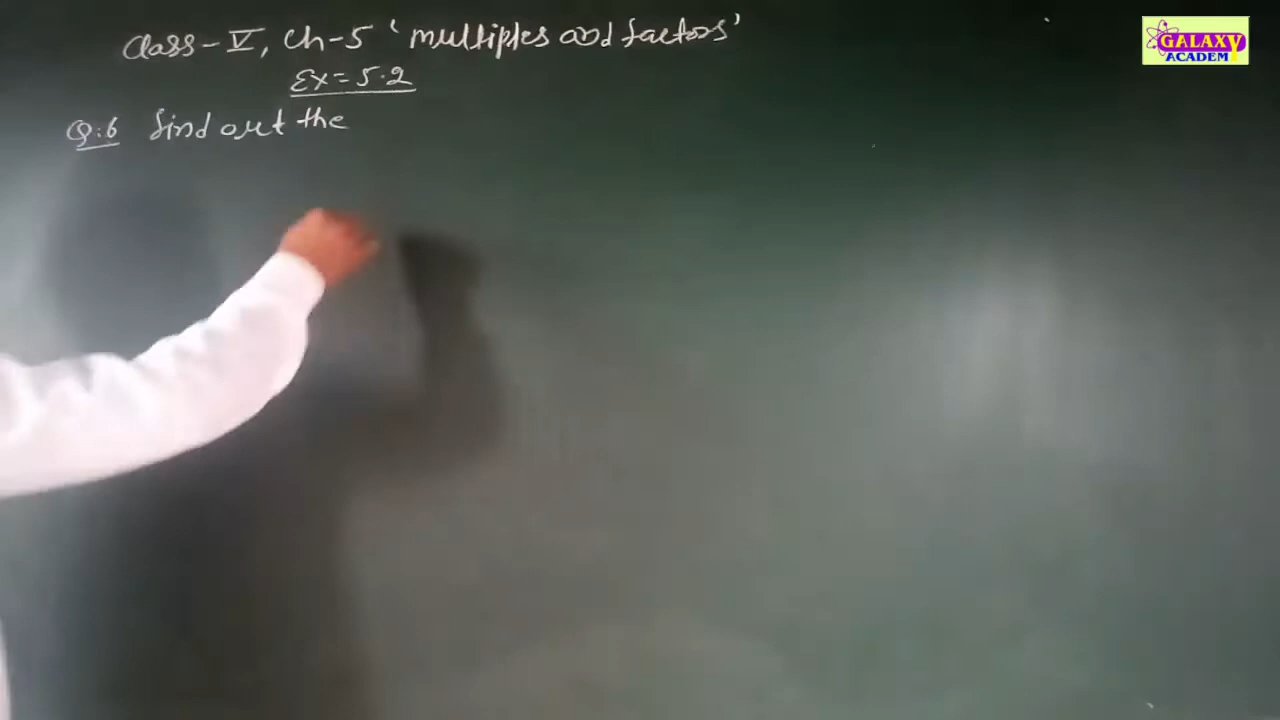 Class-V, Ch-5 'multiples and factors'
Ex=5.2
Q:6 find out the
GALAXY
ACADEM